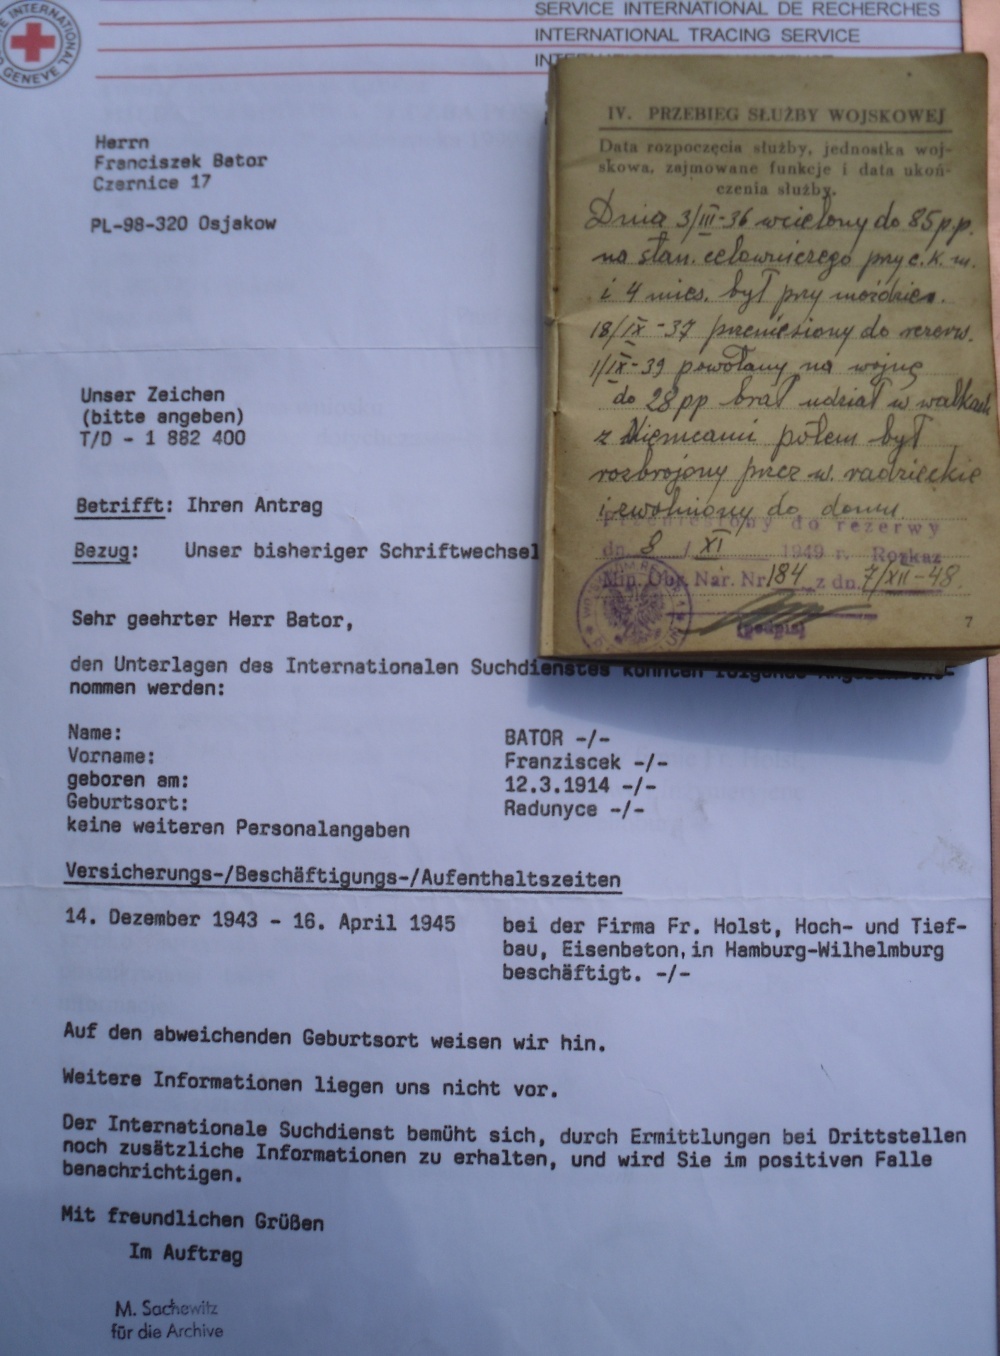 SERVICE INTERNATIONAL DE RECHERCHES
INTERNATIONAL TRACING SERVICE
INTERNATIONAL
GENEVE
Herrn
Franciszek Bator
Czernice 17
PL-98-320 Osjakow
Unser Zeichen
(bitte angeben)
T/D - 1 882 400
Betrifft: Ihren Antrag
Bezug: Unser bisheriger Schriftwechsel
Sehr geehrter Herr Bator,
den Unterlagen des Internationalen Suchdienstes konnten folgende
nommen werden:
Name: BATOR -/-
Vorname: Franziscek -/-
geboren am: 12.3.1914 -/-
Geburtsort: Radunyce -/-
keine weiteren Personalangaben
Versicherungs-/Beschäftigungs-/Aufenthaltszeiten
14. Dezember 1943 - 16. April 1945 bei der Firma Fr. Holst, Hoch- und Tief-
bau, Eisenbeton, in Hamburg-Wilhelmburg
beschäftigt. -/-
Auf den abweichenden Geburtsort weisen wir hin.
Weitere Informationen liegen uns nicht vor.
Der Internationale Suchdienst bemüht sich, durch Ermittlungen bei Drittstellen
noch zusätzliche Informationen zu erhalten, und wird Sie im positiven Falle
benachrichtigen.
Mit freundlichen Grüßen
Im Auftrag
M. Sachewitz
für die Archive
IV. PRZEBIEG SŁUŻBY WOJSKOWEJ
Data rozpoczęcia służby, jednostka woj-
skowa, zajmowane funkcje i data ukoń-
czenia służby.
Dnia 3/III-36 wcielony do 85 p.p.
na stan. celowniczego przy c.k.m.
i 4 mies. był przy moździeż.
18/IX-37 przeniesiony do rezerw.
1/IX-39 powołany na wojnę
do 28 pp brał udział w walkach
z Niemcami potem był
rozbrojony przez w. radzieckie
i zwolniony do domu.
Przeniesiony do rezerwy
dn. 8 / XI 1949 r. Rozkaz
Min. Obr. Nar. Nr 184 z dn. 7/XII-48.
(podpis)
7